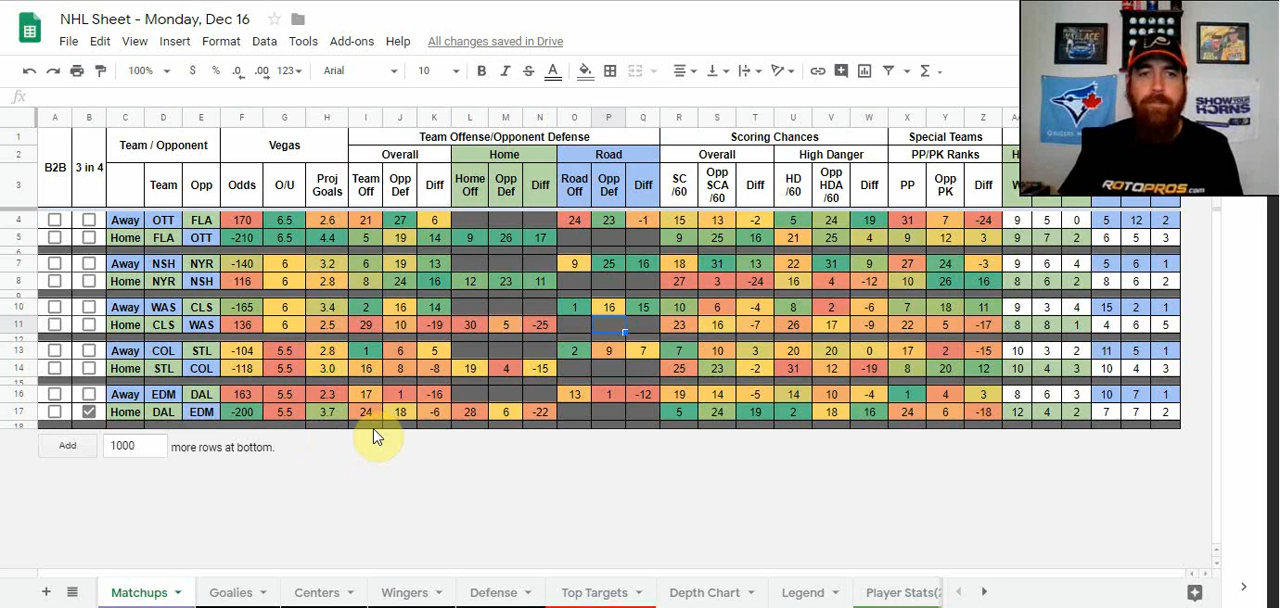 NHL Sheet - Monday, Dec 16
File Edit View Insert Format Data Tools Add-ons Help All changes saved in Drive
100% $ % .0 .00 123 Arial 10 B I S A Σ
fx
A B C D E F G H I J K L M N O P Q R S T U V W X Y Z
1 B2B 3 in 4 Team / Opponent Vegas Team Offense/Opponent Defense Scoring Chances Special Teams
2 Overall Home Road Overall High Danger PP/PK Ranks
3 Team Opp Odds O/U Proj Goals Team Off Opp Def Diff Home Off Opp Def Diff Road Off Opp Def Diff SC /60 Opp SCA /60 Diff HD /60 Opp HDA /60 Diff PP Opp PK Diff
4 Away OTT FLA 170 6.5 2.6 21 27 6 24 23 -1 15 13 -2 5 24 19 31 7 -24 9 5 0 5 12 2
5 Home FLA OTT -210 6.5 4.4 5 19 14 9 26 17 9 25 16 21 25 4 9 12 3 9 7 2 6 5 3
7 Away NSH NYR -140 6 3.2 6 19 13 9 25 16 18 31 13 22 31 9 27 24 -3 9 6 4 5 6 1
8 Home NYR NSH 116 6 2.8 8 24 16 12 23 11 27 3 -24 16 4 -12 10 26 16 8 6 2 8 6 2
10 Away WAS CLS -165 6 3.4 2 16 14 1 16 15 10 6 -4 8 2 -6 7 18 11 9 3 4 15 2 1
11 Home CLS WAS 136 6 2.5 29 10 -19 30 5 -25 23 16 -7 26 17 -9 22 5 -17 8 8 1 4 6 5
13 Away COL STL -104 5.5 2.8 1 6 5 2 9 7 7 10 3 20 20 0 17 2 -15 10 3 2 11 5 1
14 Home STL COL -118 5.5 3.0 16 8 -8 19 4 -15 25 23 -2 31 12 -19 8 20 12 10 4 3 10 4 3
16 Away EDM DAL 163 5.5 2.3 17 1 -16 13 1 -12 19 14 -5 14 10 -4 1 4 3 8 6 3 10 7 1
17 Home DAL EDM -200 5.5 3.7 24 18 -6 28 6 -22 5 24 19 2 18 16 24 6 -18 12 4 2 7 7 2
Add 1000 more rows at bottom.
Matchups Goalies Centers Wingers Defense Top Targets Depth Chart Legend Player Stats(
SHOW YOUR HORNS
ROTOPROS.com